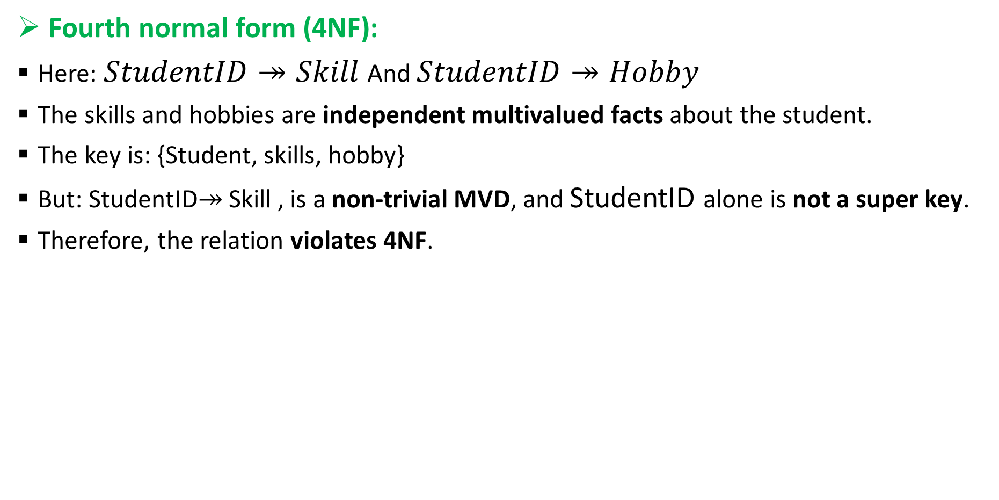 ➢ Fourth normal form (4NF):
▪ Here: StudentID ↠ Skill And StudentID ↠ Hobby
▪ The skills and hobbies are independent multivalued facts about the student.
▪ The key is: {Student, skills, hobby}
▪ But: StudentID↠ Skill , is a non-trivial MVD, and StudentID alone is not a super key.
▪ Therefore, the relation violates 4NF.